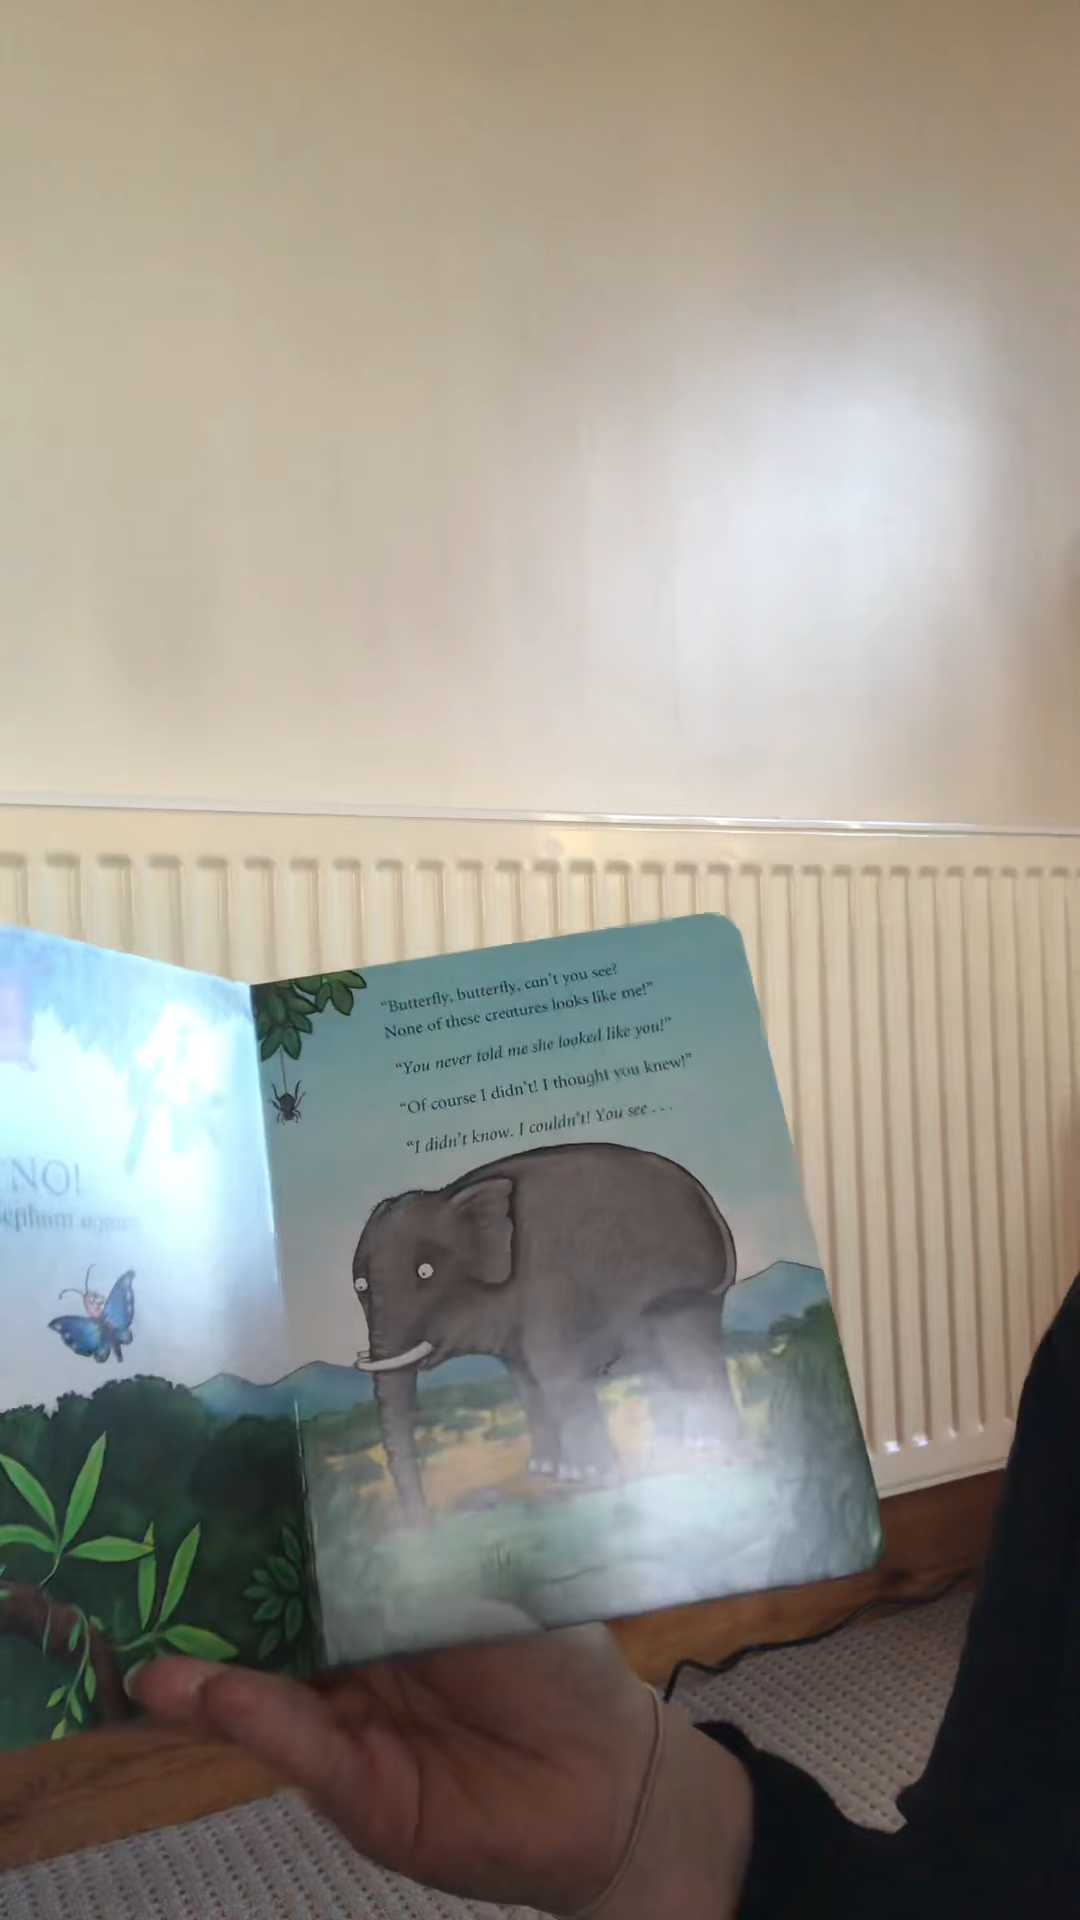 NO!
“Butterfly, butterfly, can’t you see?
None of these creatures looks like me!”
“You never told me she looked like you!”
“Of course I didn’t! I thought you knew!”
“I didn’t know. I couldn’t! You see . . .